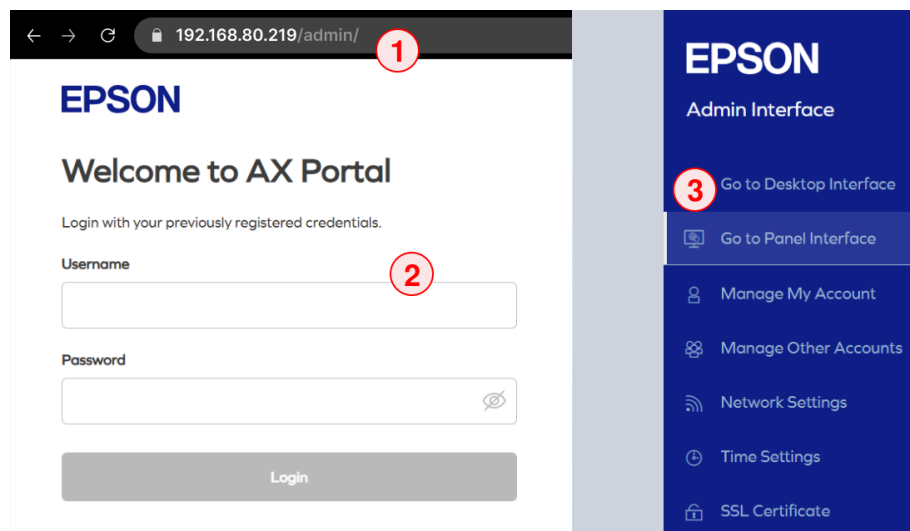 192.168.80.219/admin/
1
EPSON
Welcome to AX Portal
Login with your previously registered credentials.
Username
2
Password
Login
EPSON
Admin Interface
3
Go to Desktop Interface
Go to Panel Interface
Manage My Account
Manage Other Accounts
Network Settings
Time Settings
SSL Certificate